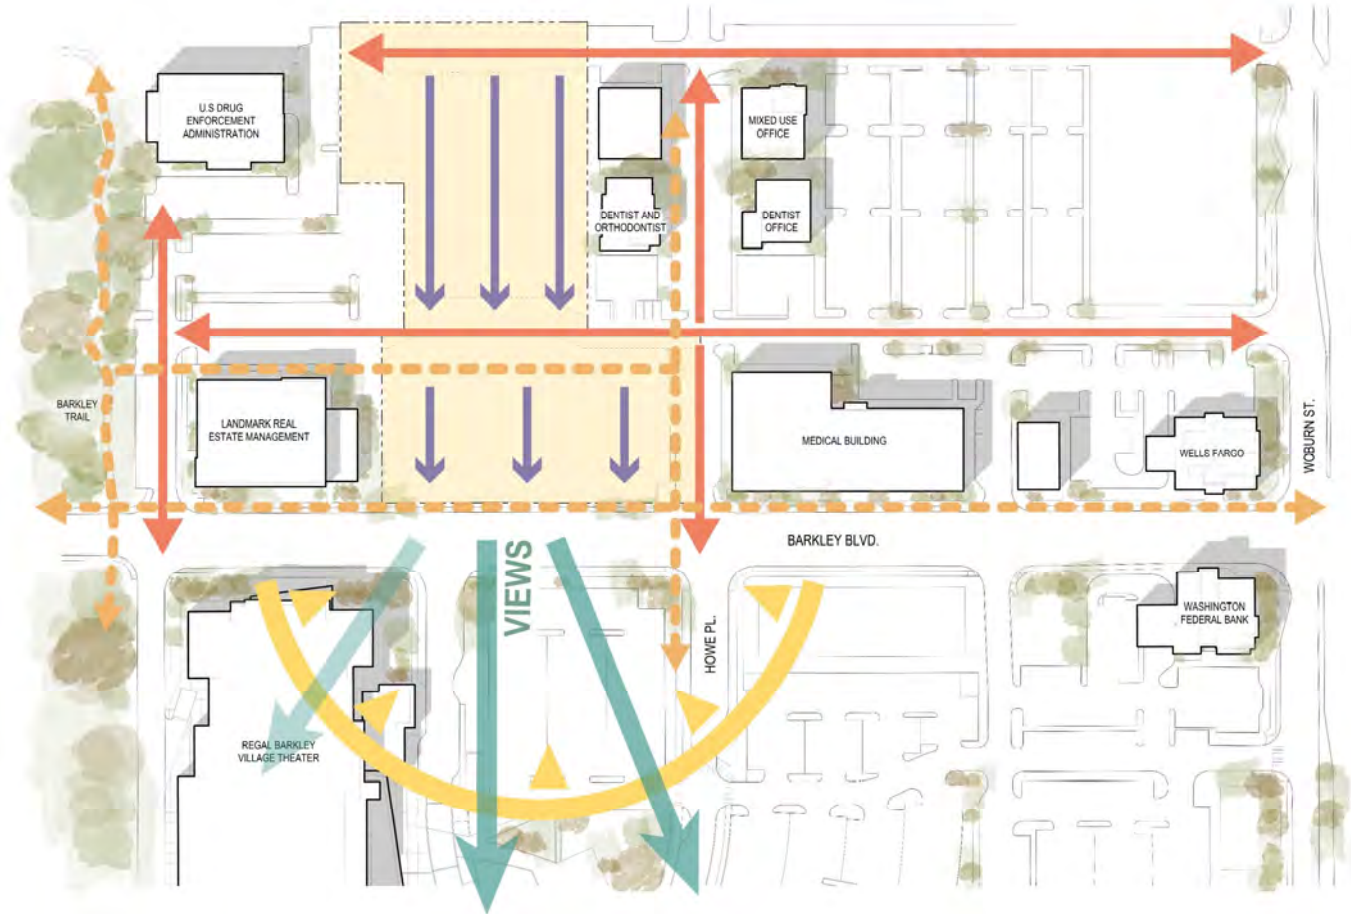 U.S DRUG
ENFORCEMENT
ADMINISTRATION
MIXED USE
OFFICE
DENTIST AND
ORTHODONTIST
DENTIST
OFFICE
BARKLEY
TRAIL
LANDMARK REAL
ESTATE MANAGEMENT
MEDICAL BUILDING
WELLS FARGO
WOBURN ST.
BARKLEY BLVD.
VIEWS
HOWE PL.
WASHINGTON
FEDERAL BANK
REGAL BARKLEY
VILLAGE THEATER